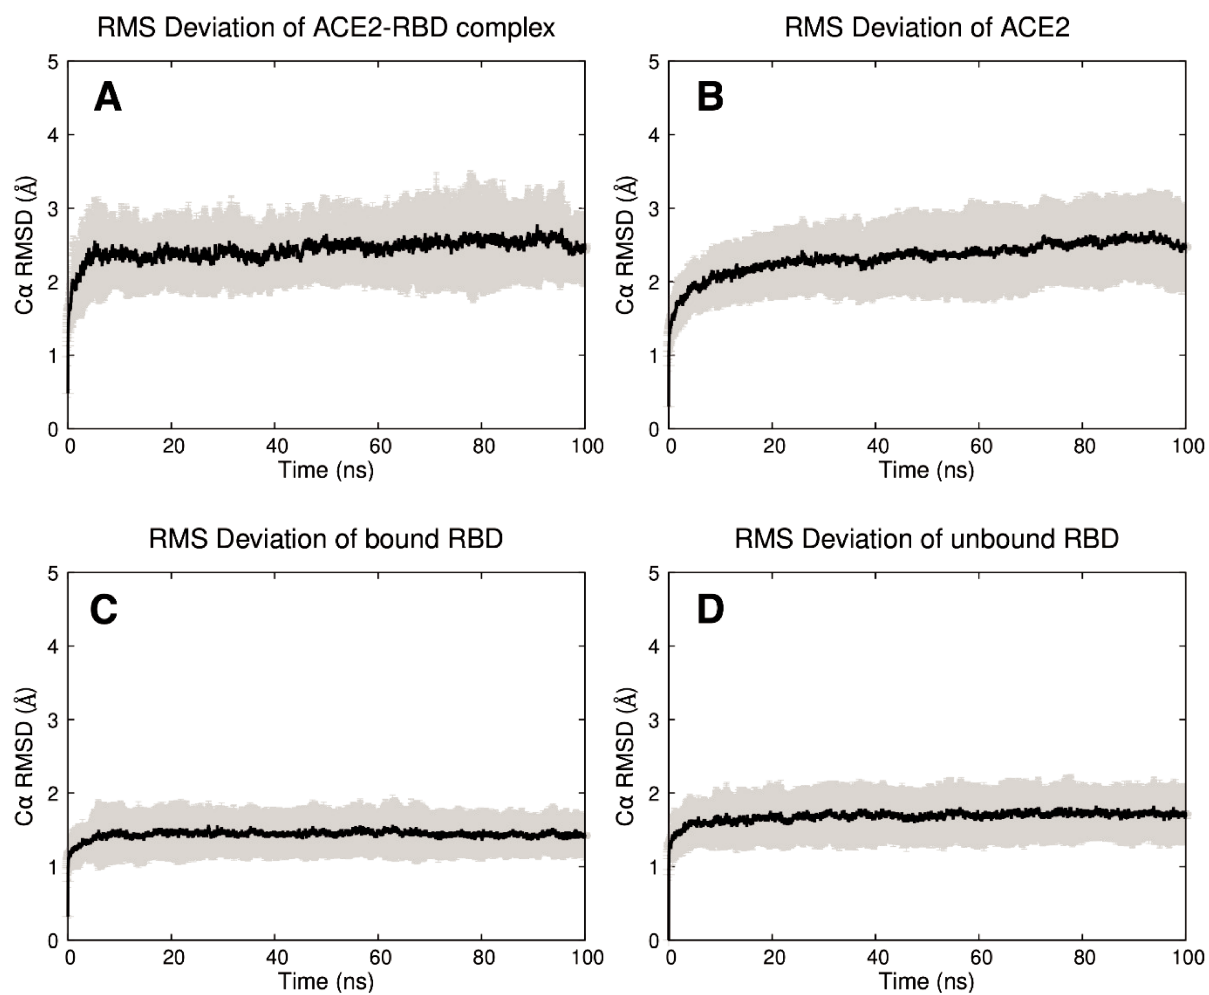 RMS Deviation of ACE2-RBD complex
A
Cα RMSD (Å)
5
4
3
2
1
0
0 20 40 60 80 100
Time (ns)
RMS Deviation of ACE2
B
Cα RMSD (Å)
5
4
3
2
1
0
0 20 40 60 80 100
Time (ns)
RMS Deviation of bound RBD
C
Cα RMSD (Å)
5
4
3
2
1
0
0 20 40 60 80 100
Time (ns)
RMS Deviation of unbound RBD
D
Cα RMSD (Å)
5
4
3
2
1
0
0 20 40 60 80 100
Time (ns)